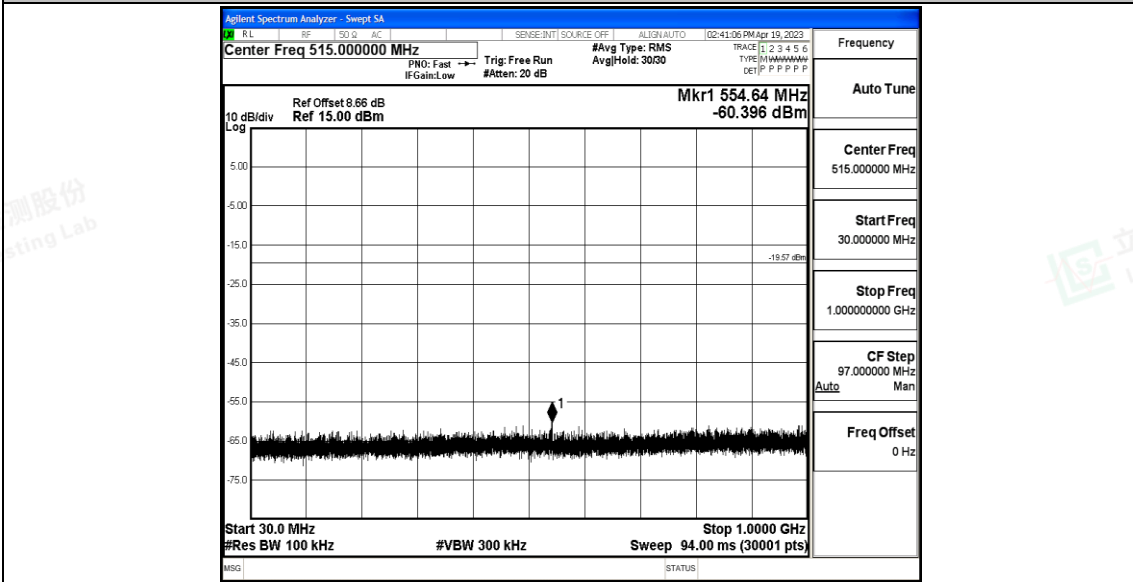 Agilent Spectrum Analyzer - Swept SA
RL RF 50 Ω AC SENSE:INT SOURCE OFF ALIGN AUTO 02:41:06 PM Apr 19, 2023
Center Freq 515.000000 MHz
PNO: Fast
IFGain:Low
Trig: Free Run
#Atten: 20 dB
#Avg Type: RMS
Avg|Hold: 30/30
TRACE 1 2 3 4 5 6
TYPE M
DET P P P P P P
Ref Offset 8.66 dB
10 dB/div Ref 15.00 dBm
Log
Mkr1 554.64 MHz
-60.396 dBm
5.00
-5.00
-15.0
-19.57 dBm
-25.0
-35.0
-45.0
-55.0
1
-65.0
-75.0
Start 30.0 MHz
Stop 1.0000 GHz
#Res BW 100 kHz
#VBW 300 kHz
Sweep 94.00 ms (30001 pts)
MSG
STATUS
Frequency
Auto Tune
Center Freq
515.000000 MHz
Start Freq
30.000000 MHz
Stop Freq
1.000000000 GHz
CF Step
97.000000 MHz
Auto Man
Freq Offset
0 Hz
测股份
sting Lab